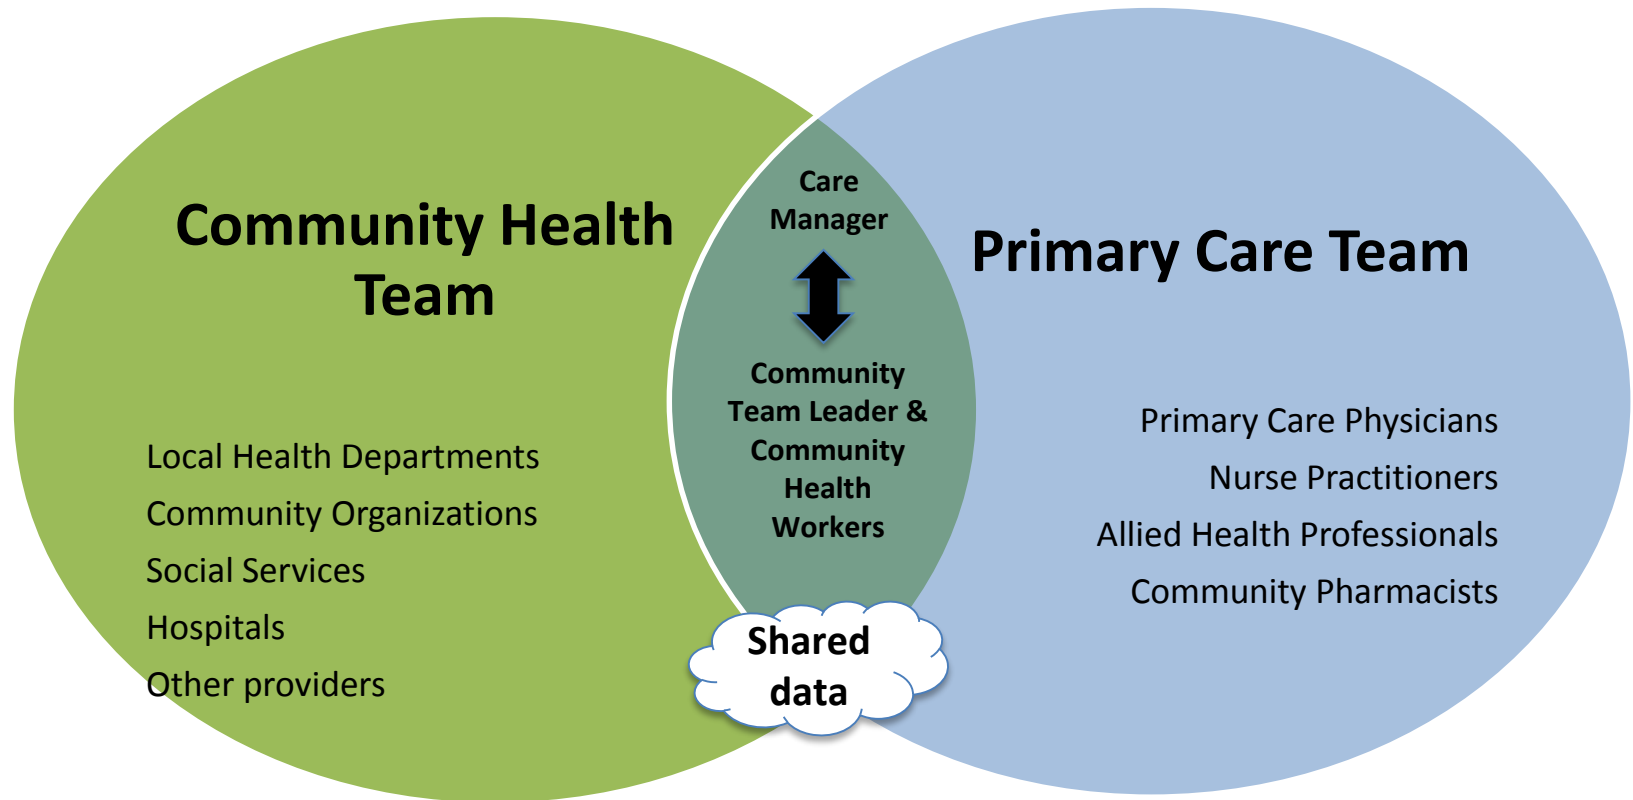 Community Health
Team
Local Health Departments
Community Organizations
Social Services
Hospitals
Other providers
Care
Manager
Community
Team Leader &
Community
Health
Workers
Shared
data
Primary Care Team
Primary Care Physicians
Nurse Practitioners
Allied Health Professionals
Community Pharmacists